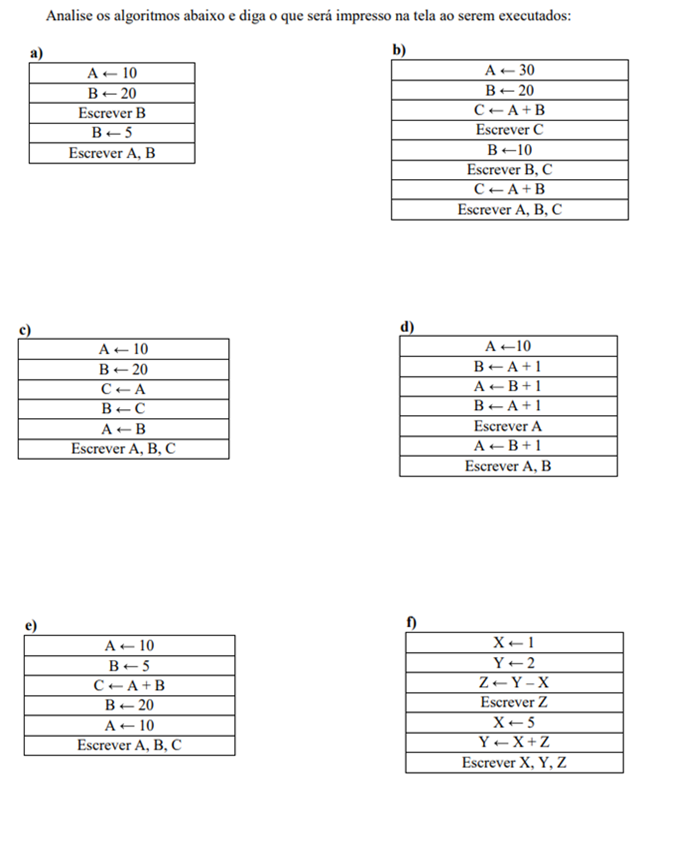 Analise os algoritmos abaixo e diga o que será impresso na tela ao serem executados:
a)
A ← 10
B ← 20
Escrever B
B ← 5
Escrever A, B
b)
A ← 30
B ← 20
C ← A + B
Escrever C
B ←10
Escrever B, C
C ← A + B
Escrever A, B, C
c)
A ← 10
B ← 20
C ← A
B ← C
A ← B
Escrever A, B, C
d)
A ←10
B ← A + 1
A ← B + 1
B ← A + 1
Escrever A
A ← B + 1
Escrever A, B
e)
A ← 10
B ← 5
C ← A + B
B ← 20
A ← 10
Escrever A, B, C
f)
X ← 1
Y ← 2
Z ← Y – X
Escrever Z
X ← 5
Y ← X + Z
Escrever X, Y, Z